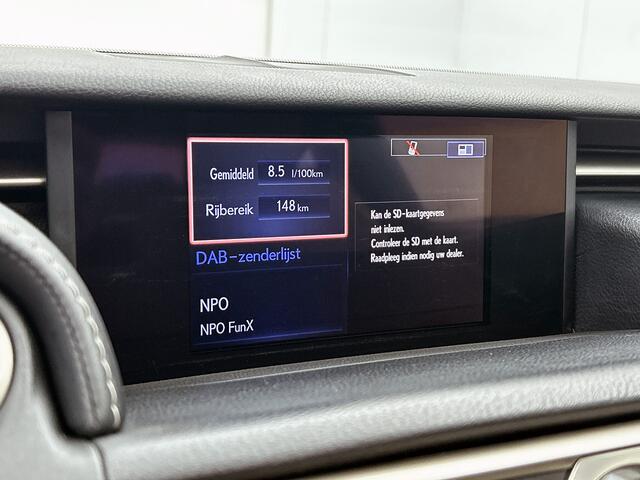 Gemiddeld 8.5 l/100km
Rijbereik 148 km
DAB-zenderlijst
NPO
NPO FunX
Kan de SD-kaartgegevens
niet inlezen.
Controleer de SD met de kaart.
Raadpleeg indien nodig uw dealer.